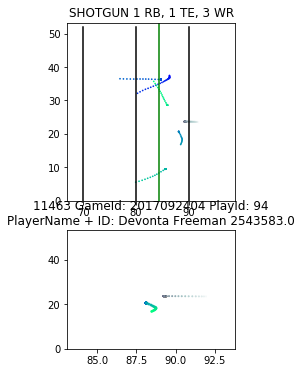 SHOTGUN 1 RB, 1 TE, 3 WR
50
40
30
20
10
0
70 80 90
11463 GameId: 2017092404 PlayId: 94
PlayerName + ID: Devonta Freeman 2543583.0
40
20
0
85.0 87.5 90.0 92.5